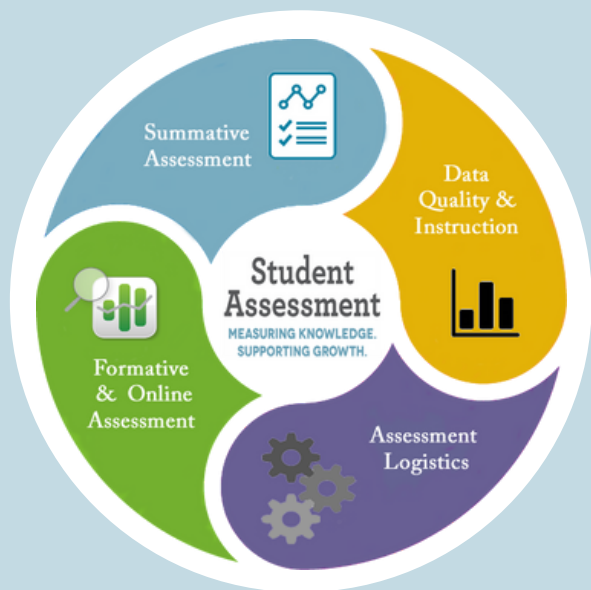 Summative
Assessment
Data
Quality &
Instruction
Student
Assessment
MEASURING KNOWLEDGE.
SUPPORTING GROWTH.
Formative
& Online
Assessment
Assessment
Logistics